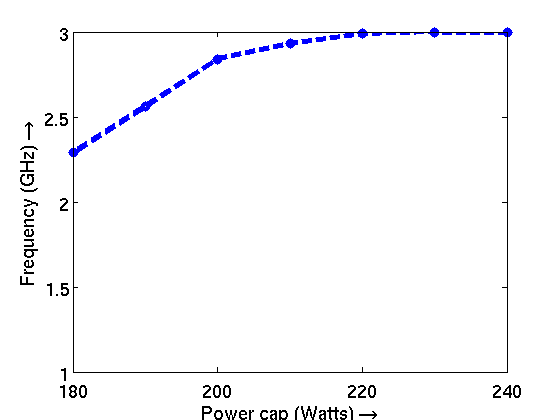 3
2.5
2
1.5
1
Frequency (GHz) →
180 200 220 240
Power cap (Watts) →